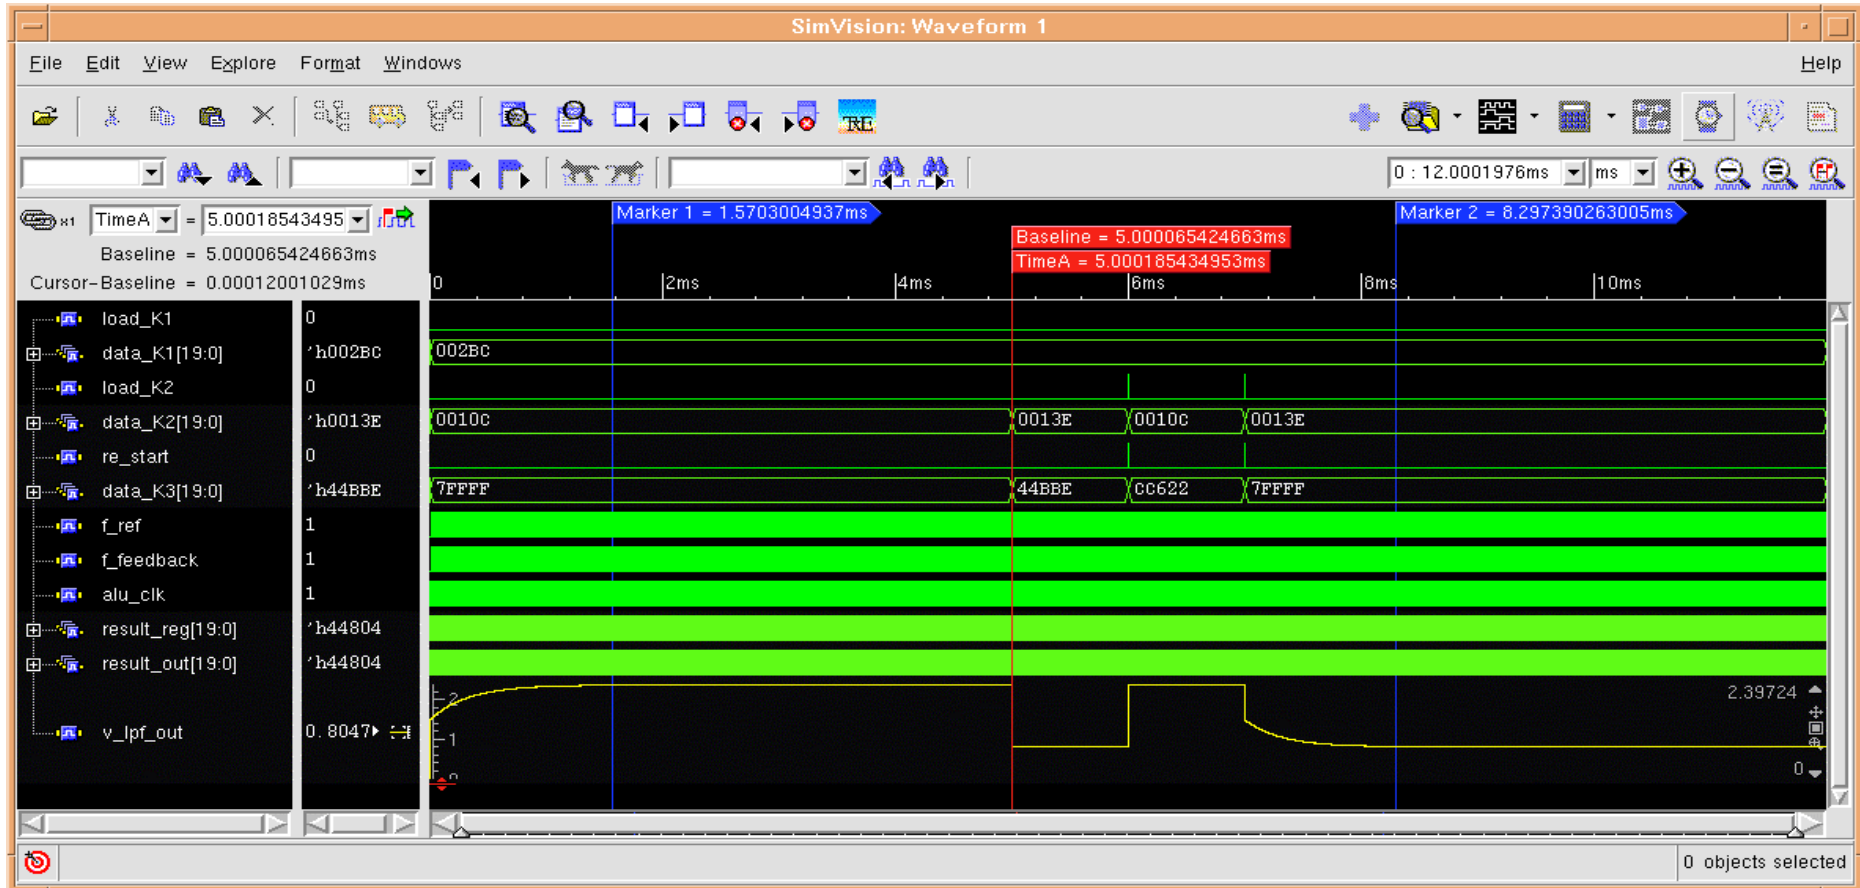 SimVision: Waveform 1
File Edit View Explore Format Windows Help
TRE
0 : 12.0001976ms ms
x1 TimeA = 5.00018543495
Baseline = 5.000065424663ms
Cursor-Baseline = 0.00012001029ms
Marker 1 = 1.5703004937ms Marker 2 = 8.297390263005ms
Baseline = 5.000065424663ms
TimeA = 5.000185434953ms
0 2ms 4ms 6ms 8ms 10ms
load_K1 0
data_K1[19:0] 'h002BC 002BC
load_K2 0
data_K2[19:0] 'h0013E 0010C 0013E 0010C 0013E
re_start 0
data_K3[19:0] 'h44BBE 7FFFF 44BBE CC622 7FFFF
f_ref 1
f_feedback 1
alu_clk 1
result_reg[19:0] 'h44804
result_out[19:0] 'h44804
2 2.39724
v_lpf_out 0.8047 1
0 0
0 objects selected